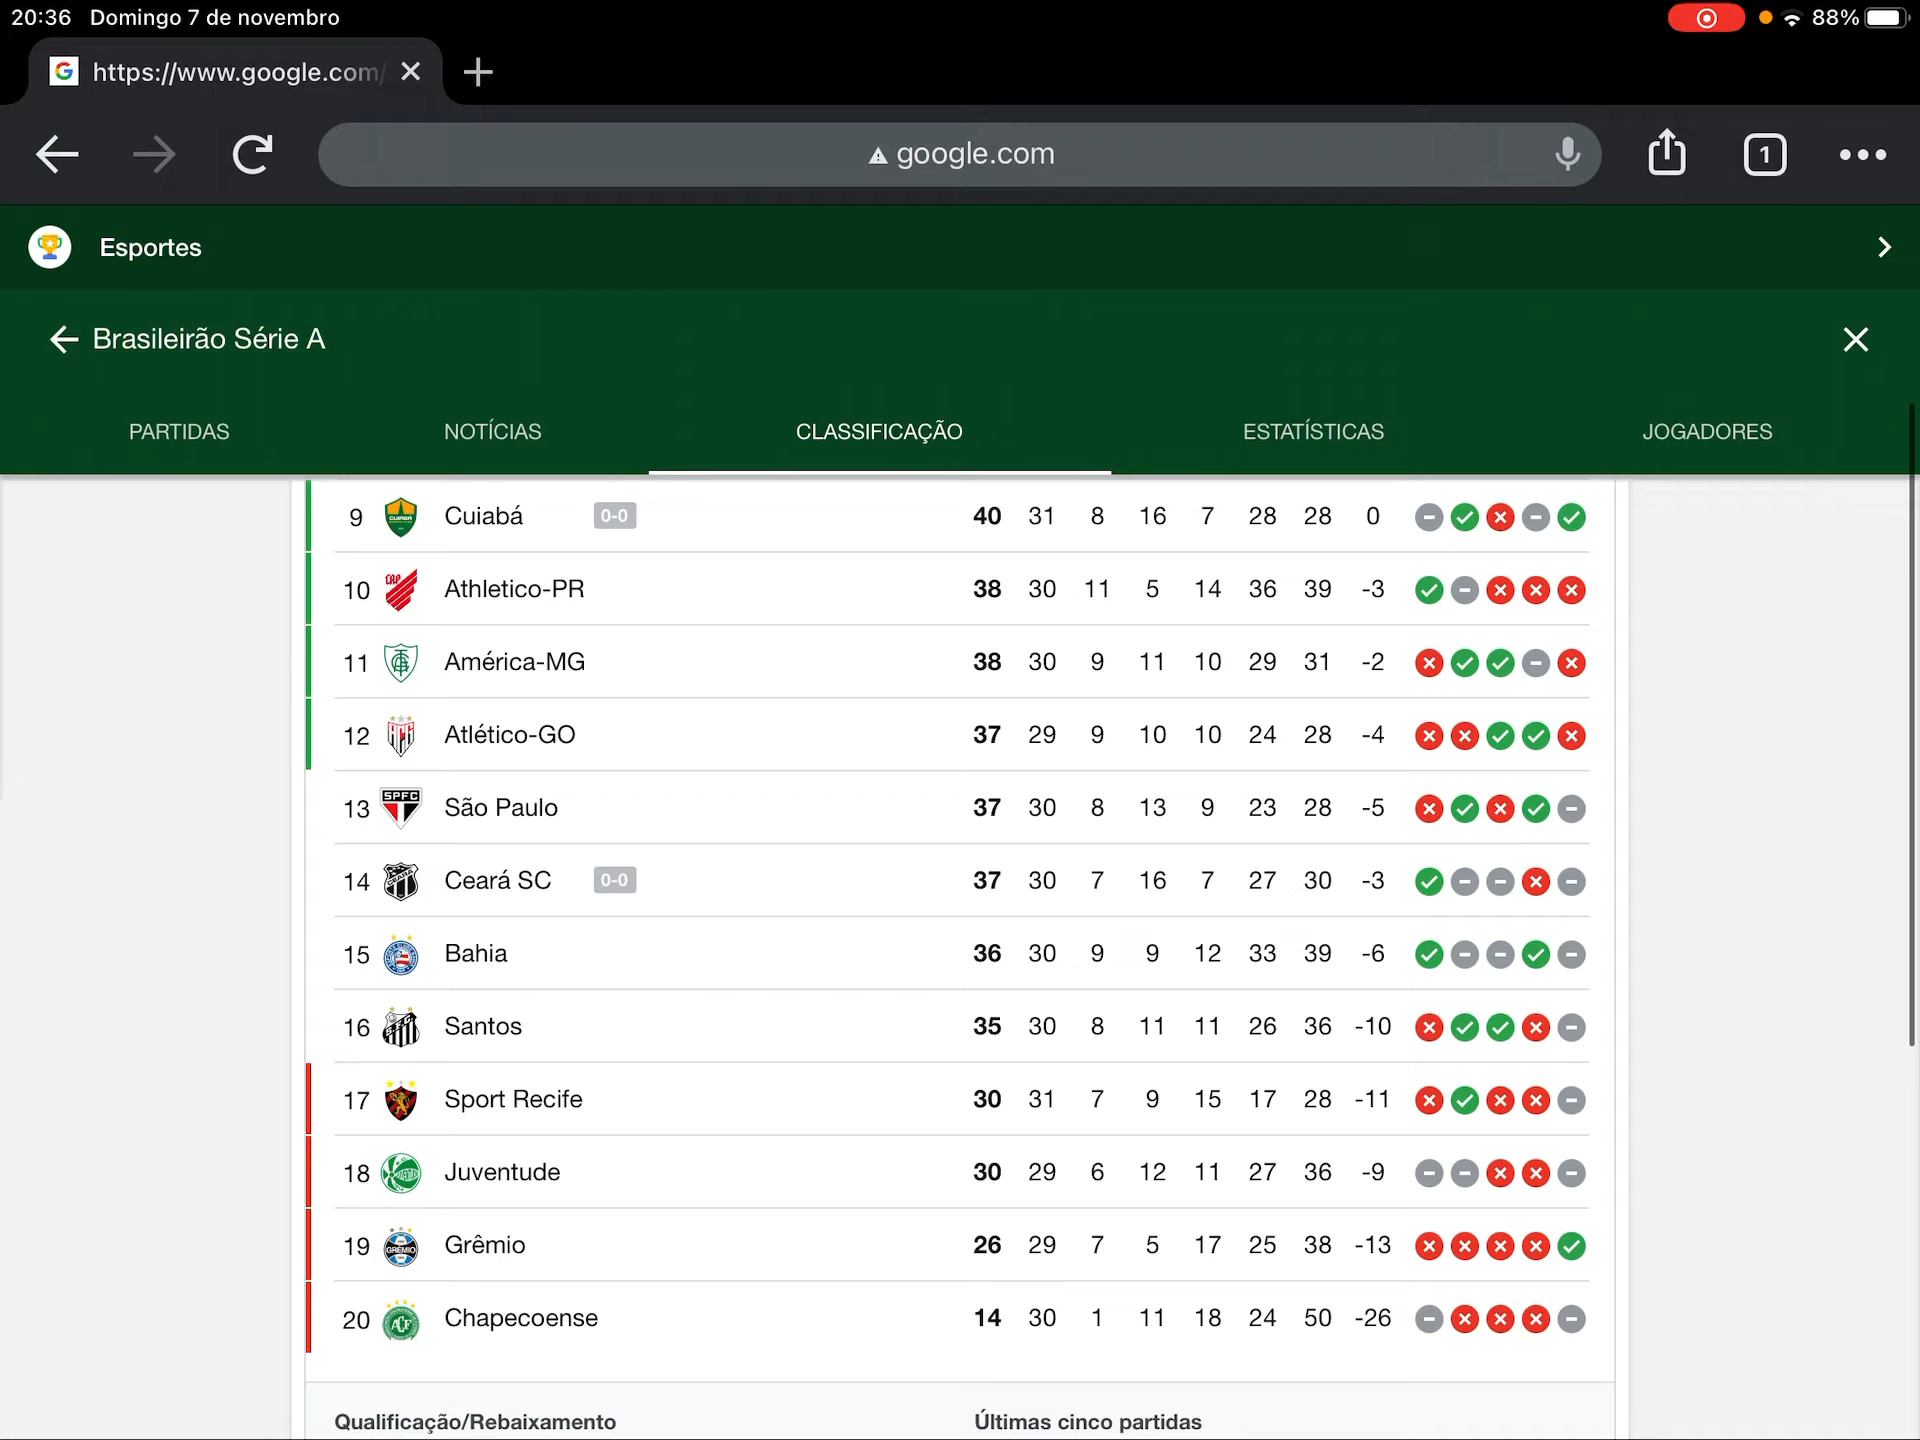 20:36 Domingo 7 de novembro 88%
https://www.google.com/
google.com 1
Esportes
Brasileirão Série A
PARTIDAS NOTÍCIAS CLASSIFICAÇÃO ESTATÍSTICAS JOGADORES
9 Cuiabá 0-0 40 31 8 16 7 28 28 0
10 Athletico-PR 38 30 11 5 14 36 39 -3
11 América-MG 38 30 9 11 10 29 31 -2
12 Atlético-GO 37 29 9 10 10 24 28 -4
13 SPFC São Paulo 37 30 8 13 9 23 28 -5
14 Ceará SC 0-0 37 30 7 16 7 27 30 -3
15 Bahia 36 30 9 9 12 33 39 -6
16 Santos 35 30 8 11 11 26 36 -10
17 Sport Recife 30 31 7 9 15 17 28 -11
18 Juventude 30 29 6 12 11 27 36 -9
19 Grêmio 26 29 7 5 17 25 38 -13
20 Chapecoense 14 30 1 11 18 24 50 -26
Qualificação/Rebaixamento Últimas cinco partidas